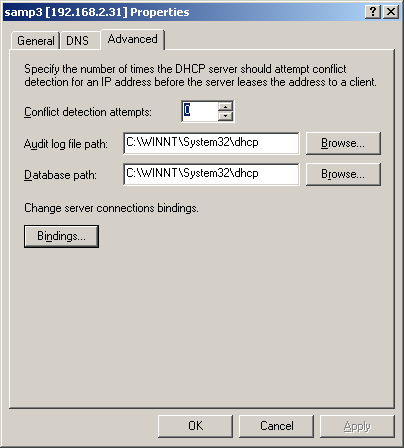 samp3 [192.168.2.31] Properties
General DNS Advanced
Specify the number of times the DHCP server should attempt conflict
detection for an IP address before the server leases the address to a client.
Conflict detection attempts: 0
Audit log file path: C:\WINNT\System32\dhcp Browse...
Database path: C:\WINNT\System32\dhcp Browse...
Change server connections bindings.
Bindings...
OK Cancel Apply